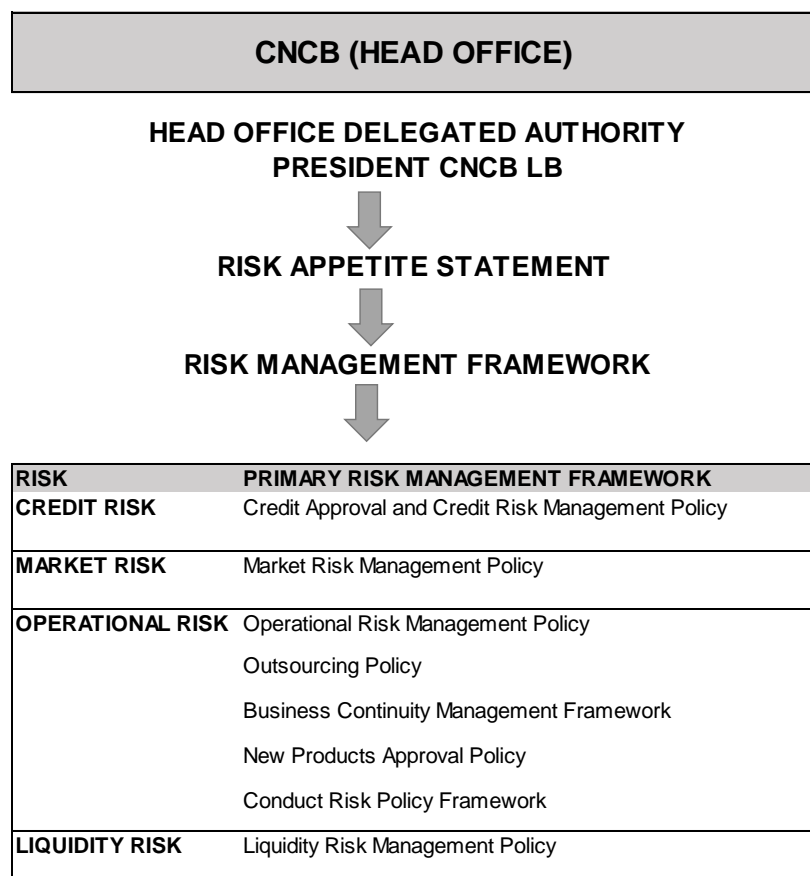 CNCB (HEAD OFFICE)
HEAD OFFICE DELEGATED AUTHORITY
PRESIDENT CNCB LB
RISK APPETITE STATEMENT
RISK MANAGEMENT FRAMEWORK
RISK PRIMARY RISK MANAGEMENT FRAMEWORK
CREDIT RISK Credit Approval and Credit Risk Management Policy
MARKET RISK Market Risk Management Policy
OPERATIONAL RISK Operational Risk Management Policy
Outsourcing Policy
Business Continuity Management Framework
New Products Approval Policy
Conduct Risk Policy Framework
LIQUIDITY RISK Liquidity Risk Management Policy